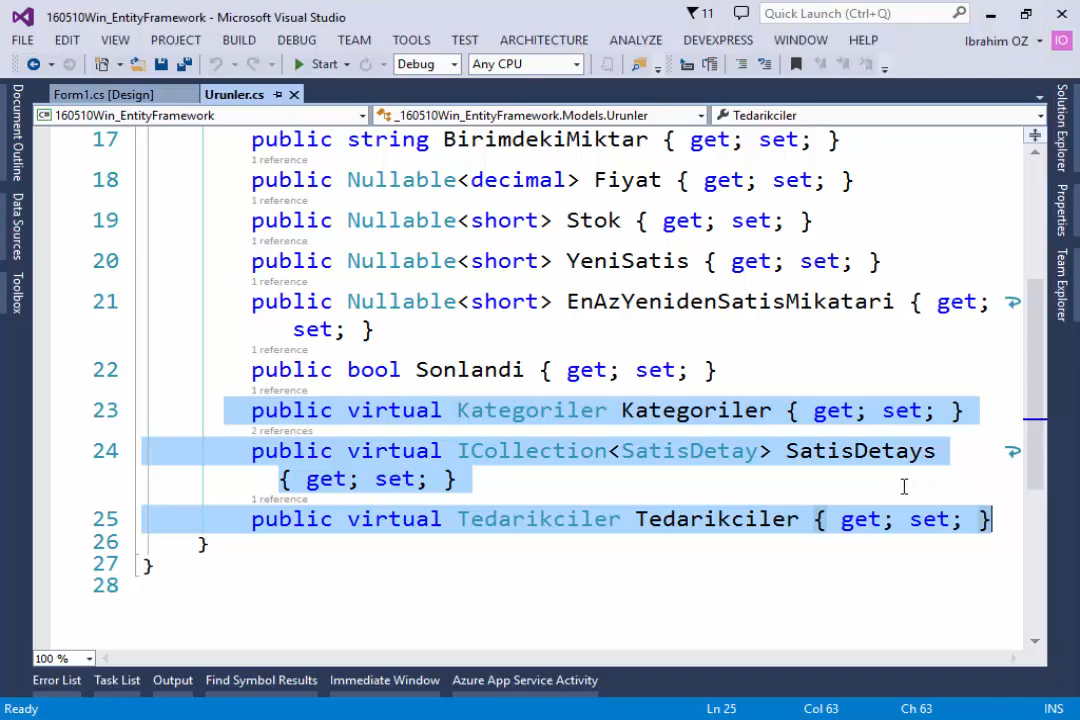 160510Win_EntityFramework - Microsoft Visual Studio
11
Quick Launch (Ctrl+Q)
FILE EDIT VIEW PROJECT BUILD DEBUG TEAM TOOLS TEST ARCHITECTURE ANALYZE DEVEXPRESS WINDOW HELP
Ibrahim OZ
IO
Start Debug Any CPU
Form1.cs [Design] Urunler.cs
160510Win_EntityFramework _160510Win_EntityFramework.Models.Urunler Tedarikciler
Document Outline
Data Sources
Toolbox
Solution Explorer
Properties
Team Explorer
17 public string BirimdekiMiktar { get; set; }
1 reference
18 public Nullable<decimal> Fiyat { get; set; }
1 reference
19 public Nullable<short> Stok { get; set; }
1 reference
20 public Nullable<short> YeniSatis { get; set; }
1 reference
21 public Nullable<short> EnAzYenidenSatisMikatari { get;
set; }
1 reference
22 public bool Sonlandi { get; set; }
1 reference
23 public virtual Kategoriler Kategoriler { get; set; }
2 references
24 public virtual ICollection<SatisDetay> SatisDetays
{ get; set; }
1 reference
25 public virtual Tedarikciler Tedarikciler { get; set; }
26 }
27 }
28
100 %
Error List Task List Output Find Symbol Results Immediate Window Azure App Service Activity
Ready Ln 25 Col 63 Ch 63 INS